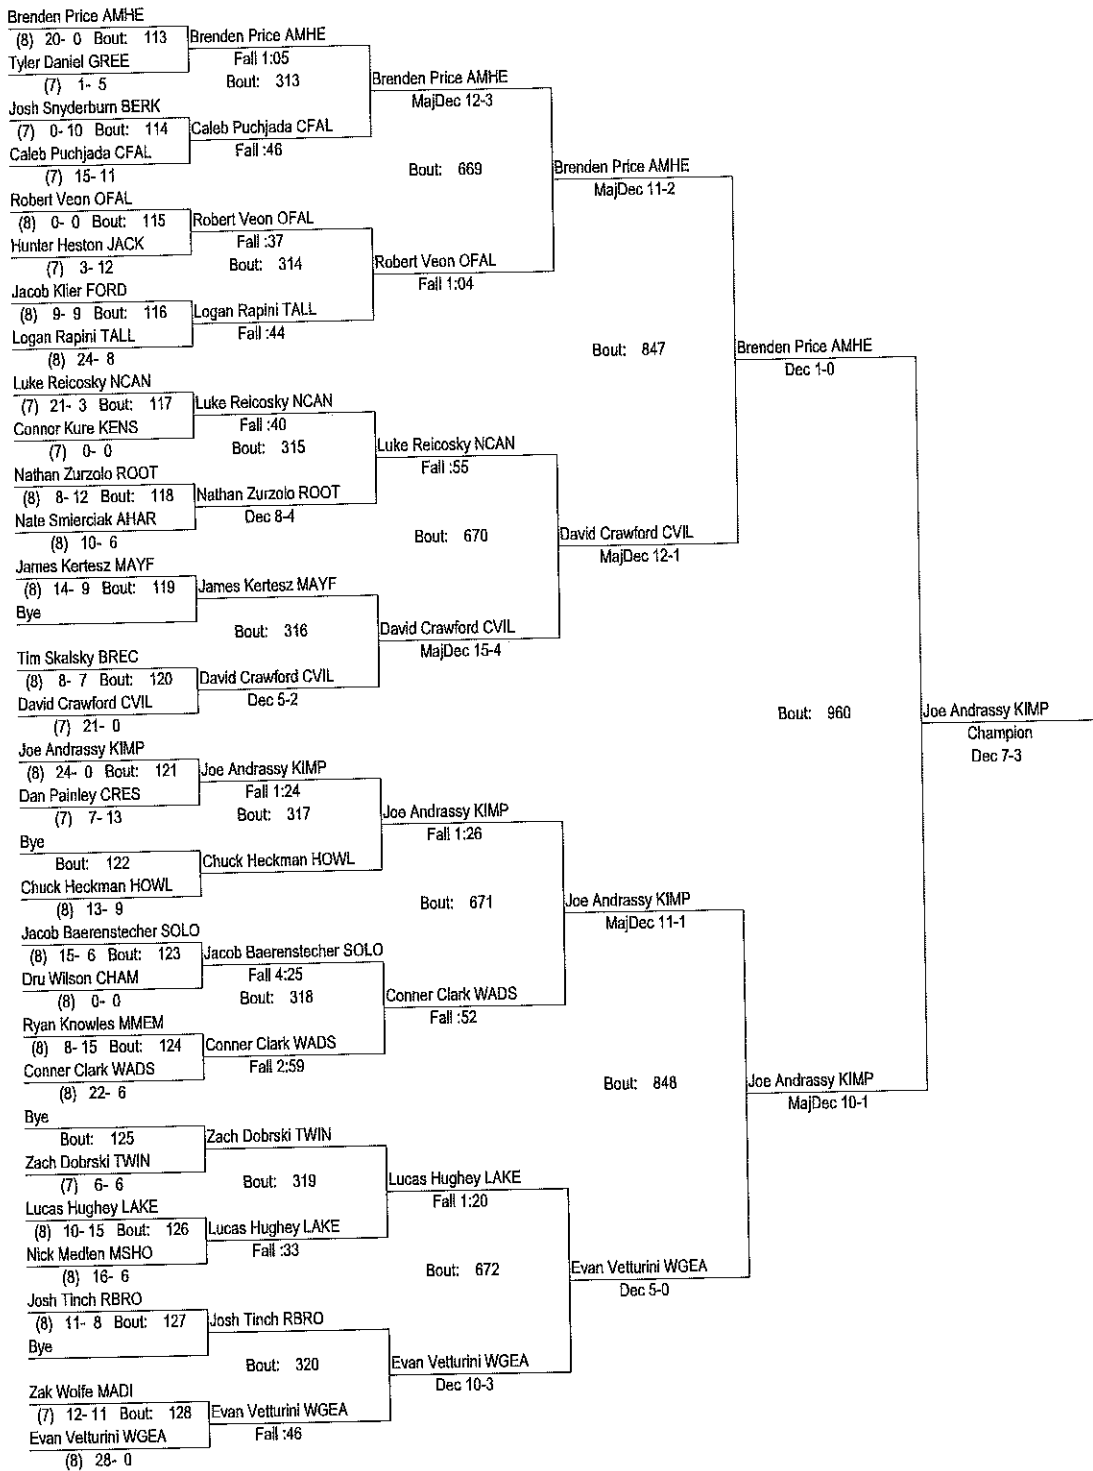 Brenden Price AMHE
(8) 20- 0 Bout: 113
Tyler Daniel GREE
(7) 1- 5
Josh Snyderburn BERK
(7) 0- 10 Bout: 114
Caleb Puchjada CFAL
(7) 15- 11
Robert Veon OFAL
(8) 0- 0 Bout: 115
Hunter Heston JACK
(7) 3- 12
Jacob Klier FORD
(8) 9- 9 Bout: 116
Logan Rapini TALL
(8) 24- 8
Luke Reicosky NCAN
(7) 21- 3 Bout: 117
Connor Kure KENS
(7) 0- 0
Nathan Zurzolo ROOT
(8) 8- 12 Bout: 118
Nate Smierciak AHAR
(8) 10- 6
James Kertesz MAYF
(8) 14- 9 Bout: 119
Bye
Tim Skalsky BREC
(8) 8- 7 Bout: 120
David Crawford CVIL
(7) 21- 0
Joe Andrassy KIMP
(8) 24- 0 Bout: 121
Dan Painley CRES
(7) 7- 13
Bye
Bout: 122
Chuck Heckman HOWL
(8) 13- 9
Jacob Baerenstecher SOLO
(8) 15- 6 Bout: 123
Dru Wilson CHAM
(8) 0- 0
Ryan Knowles MMEM
(8) 8- 15 Bout: 124
Conner Clark WADS
(8) 22- 6
Bye
Bout: 125
Zach Dobrski TWIN
(7) 6- 6
Lucas Hughey LAKE
(8) 10- 15 Bout: 126
Nick Medlen MSHO
(8) 16- 6
Josh Tinch RBRO
(8) 11- 8 Bout: 127
Bye
Zak Wolfe MADI
(7) 12- 11 Bout: 128
Evan Vetturini WGEA
(8) 28- 0
Brenden Price AMHE
Fall 1:05
Bout: 313
Caleb Puchjada CFAL
Fall :46
Robert Veon OFAL
Fall :37
Bout: 314
Logan Rapini TALL
Fall :44
Luke Reicosky NCAN
Fall :40
Bout: 315
Nathan Zurzolo ROOT
Dec 8-4
James Kertesz MAYF
Bout: 316
David Crawford CVIL
Dec 5-2
Joe Andrassy KIMP
Fall 1:24
Bout: 317
Chuck Heckman HOWL
Jacob Baerenstecher SOLO
Fall 4:25
Bout: 318
Conner Clark WADS
Fall 2:59
Zach Dobrski TWIN
Bout: 319
Lucas Hughey LAKE
Fall :33
Josh Tinch RBRO
Bout: 320
Evan Vetturini WGEA
Fall :46
Brenden Price AMHE
MajDec 12-3
Bout: 669
Robert Veon OFAL
Fall 1:04
Luke Reicosky NCAN
Fall :55
Bout: 670
David Crawford CVIL
MajDec 15-4
Joe Andrassy KIMP
Fall 1:26
Bout: 671
Conner Clark WADS
Fall :52
Lucas Hughey LAKE
Fall 1:20
Bout: 672
Evan Vetturini WGEA
Dec 10-3
Brenden Price AMHE
MajDec 11-2
Bout: 847
David Crawford CVIL
MajDec 12-1
Joe Andrassy KIMP
MajDec 11-1
Bout: 848
Evan Vetturini WGEA
Dec 5-0
Brenden Price AMHE
Dec 1-0
Bout: 960
Joe Andrassy KIMP
MajDec 10-1
Joe Andrassy KIMP
Champion
Dec 7-3